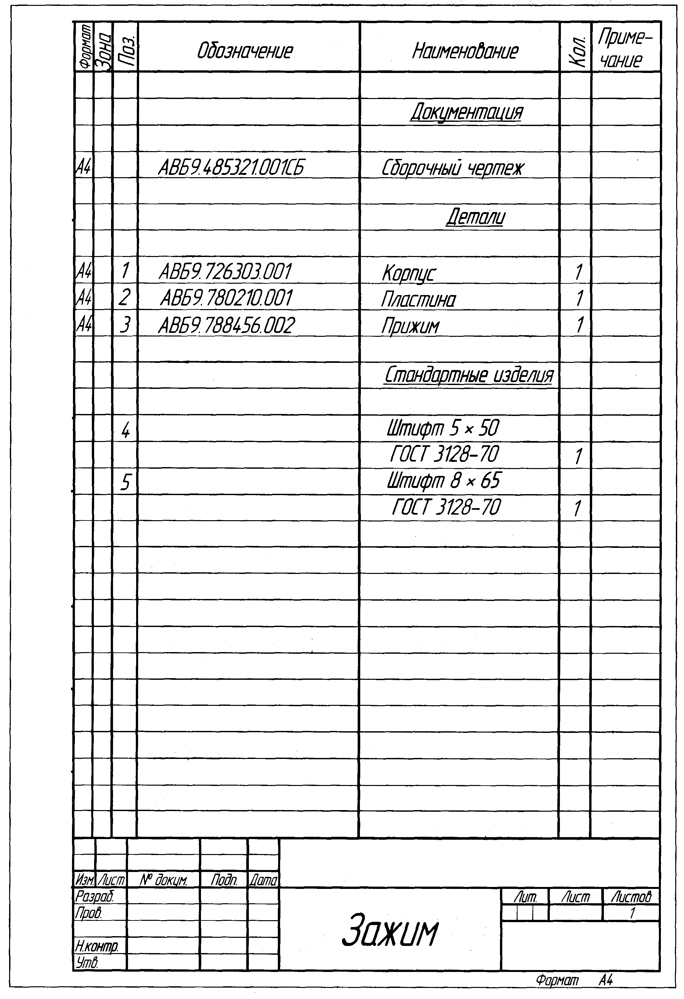 Формат Зона Поз. Обозначение Наименование Кол. Приме-
чание
Документация
А4 АВБ9.485321.001СБ Сборочный чертеж
Детали
А4 1 АВБ9.726303.001 Корпус 1
А4 2 АВБ9.780210.001 Пластина 1
А4 3 АВБ9.788456.002 Прижим 1
Стандартные изделия
4 Штифт 5 × 50
ГОСТ 3128-70 1
5 Штифт 8 × 65
ГОСТ 3128-70 1
Изм. Лист № докум. Подп. Дата
Разраб. Лит. Лист Листов
Пров. 1
Зажим
Н.контр.
Утв.
Формат А4